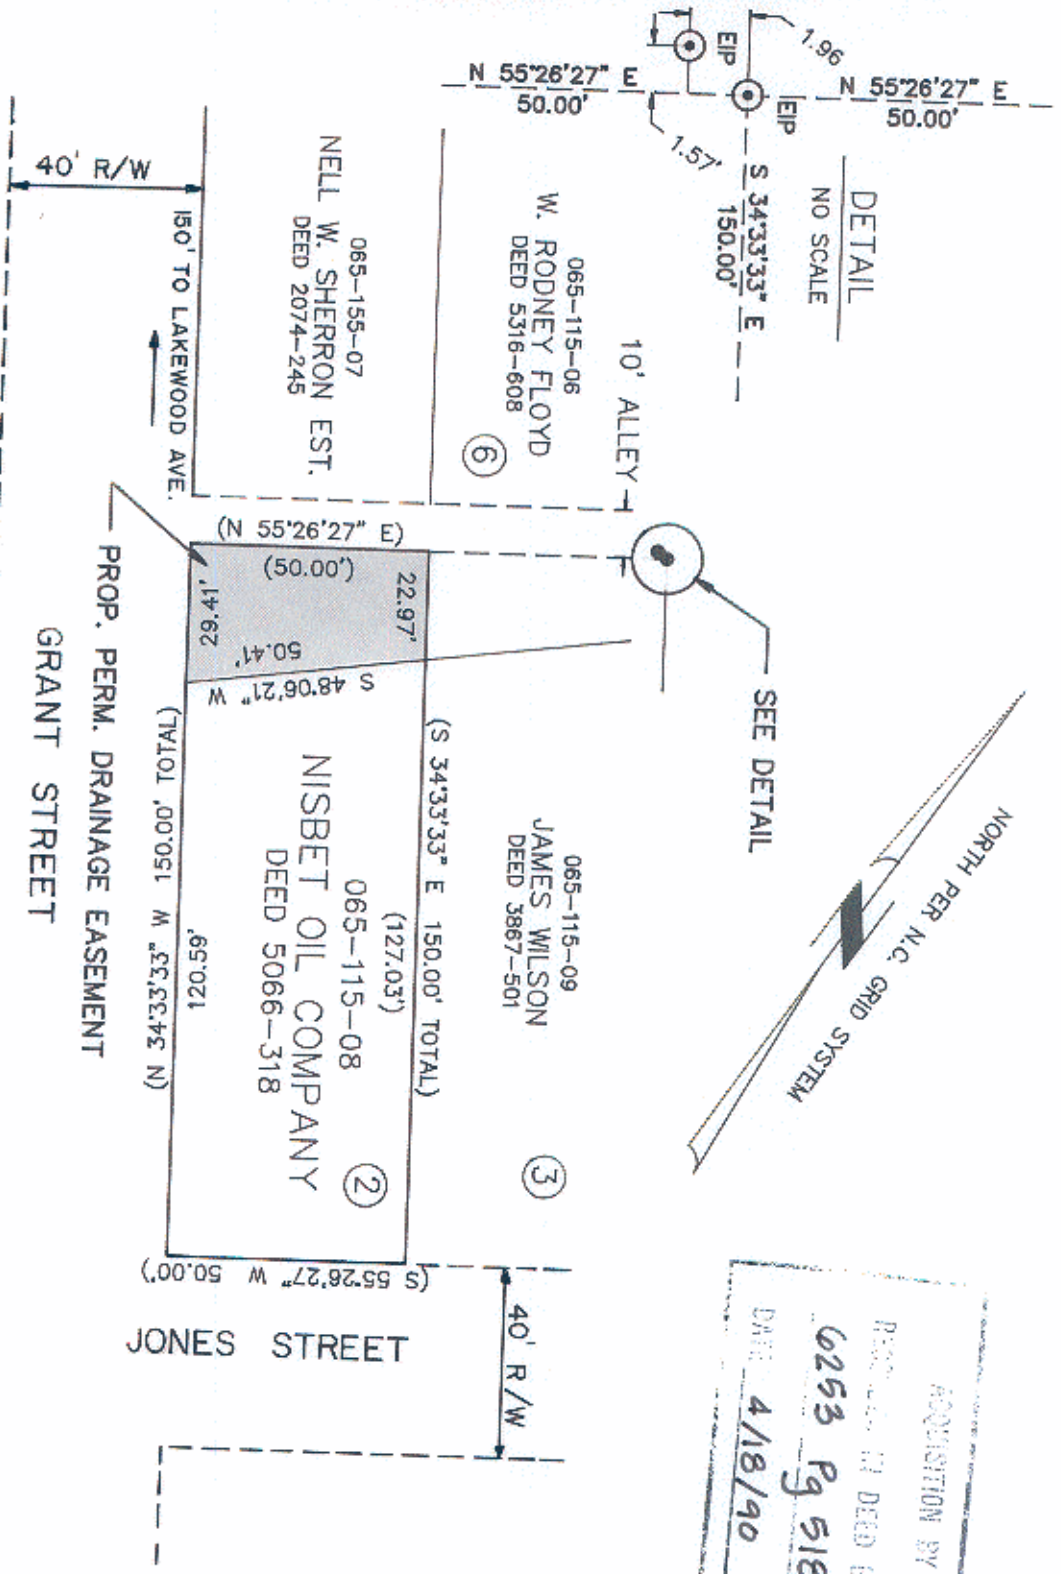 DETAIL
NO SCALE
1.96
EIP
EIP
N 55°26'27" E
50.00'
N 55°26'27" E
50.00'
1.57'
S 34°33'33" E
150.00'
40' R/W
150' TO LAKEWOOD AVE.
065-155-07
NELL W. SHERRON EST.
DEED 2074-245
065-115-06
W. RODNEY FLOYD
DEED 5316-608
6
10' ALLEY
SEE DETAIL
NORTH PER N.C. GRID SYSTEM
(N 55°26'27" E)
(50.00')
22.97'
29.41'
50.41'
S 48°06'21" W
PROP. PERM. DRAINAGE EASEMENT
GRANT STREET
(S 34°33'33" E 150.00' TOTAL)
(127.03')
065-115-08
NISBET OIL COMPANY
DEED 5066-318
2
120.59'
(N 34°33'33" W 150.00' TOTAL)
065-115-09
JAMES WILSON
DEED 3867-501
3
(S 55°26'27" W 50.00')
JONES STREET
40' R/W
ACQUISITION BY
DEED
6253 Pg 518
DATE 4/18/90